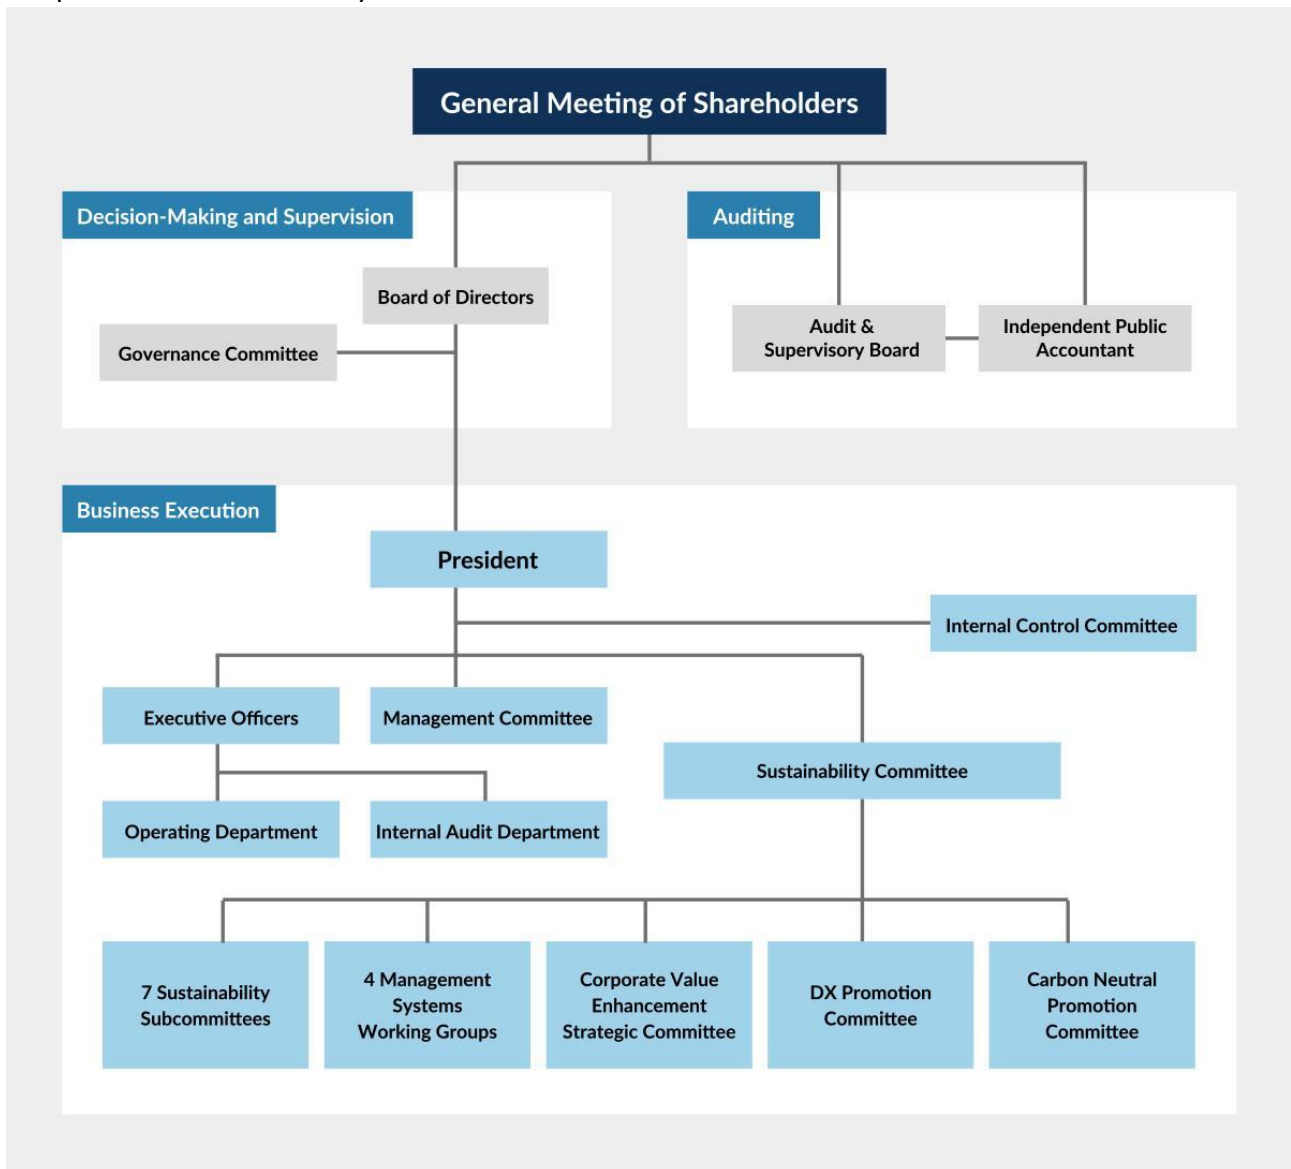 General Meeting of Shareholders
Decision-Making and Supervision
Auditing
Board of Directors
Governance Committee
Audit &
Supervisory Board
Independent Public
Accountant
Business Execution
President
Internal Control Committee
Executive Officers
Management Committee
Sustainability Committee
Operating Department
Internal Audit Department
7 Sustainability
Subcommittees
4 Management
Systems
Working Groups
Corporate Value
Enhancement
Strategic Committee
DX Promotion
Committee
Carbon Neutral
Promotion
Committee